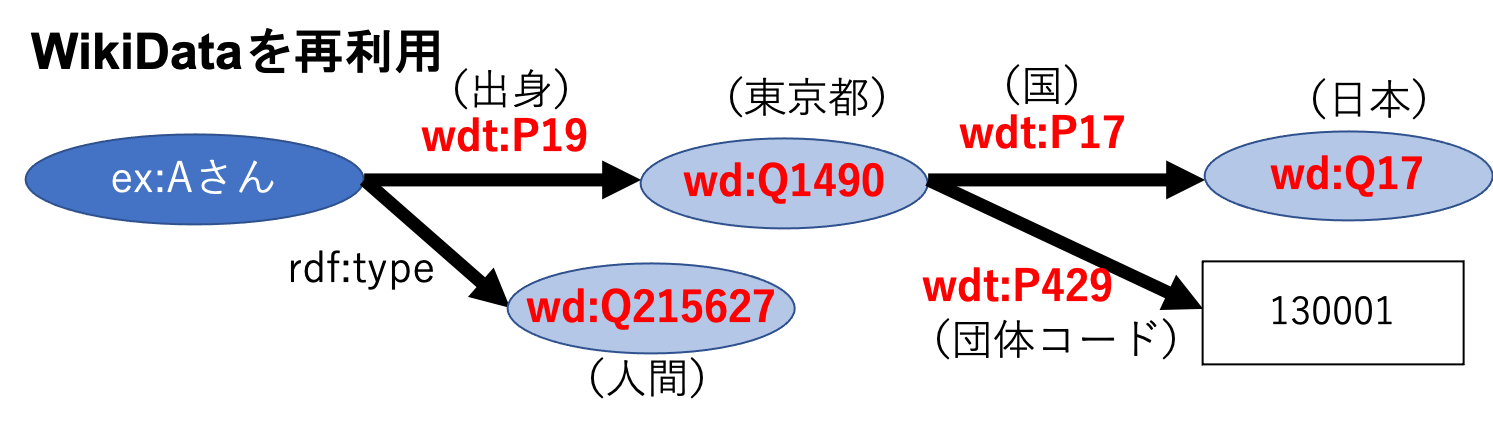 WikiDataを再利用
（出身）
wdt:P19
（東京都）
（国）
wdt:P17
（日本）
ex:Aさん
wd:Q1490
wd:Q17
rdf:type
wd:Q215627
（人間）
wdt:P429
（団体コード）
130001